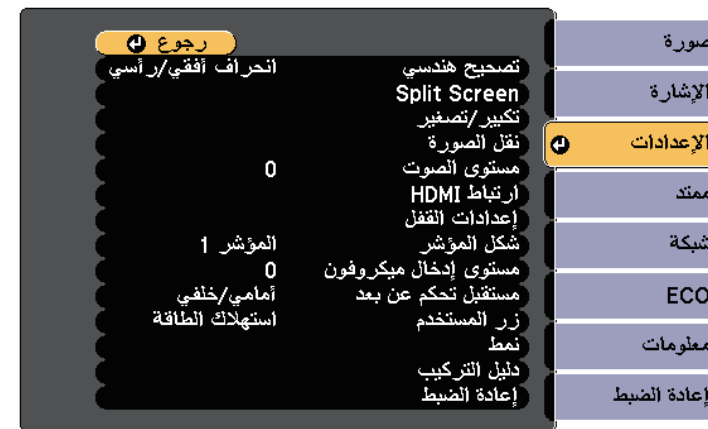 صورة
الإشارة
الإعدادات
ممتد
شبكة
ECO
معلومات
إعادة الضبط
رجوع
تصحيح هندسي انحراف أفقي/رأسي
Split Screen
تكبير/تصغير
نقل الصورة
مستوى الصوت 0
ارتباط HDMI
إعدادات القفل
شكل المؤشر المؤشر 1
مستوى إدخال ميكروفون 0
مستقبل تحكم عن بعد أمامي/خلفي
زر المستخدم استهلاك الطاقة
نمط
دليل التركيب
إعادة الضبط